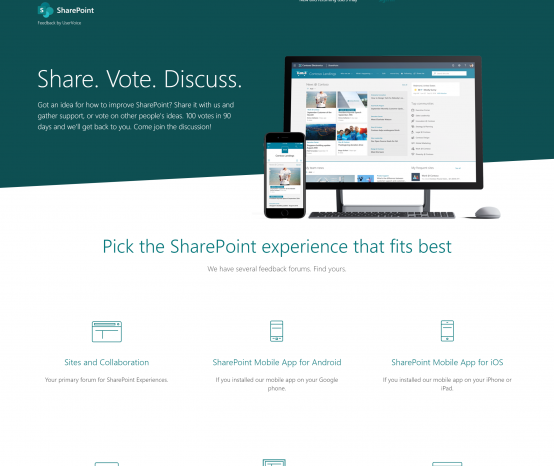 SharePoint
Feedback by UserVoice
Share. Vote. Discuss.
Got an idea for how to improve SharePoint? Share it with us and
gather support, or vote on other people's ideas. 100 votes in 90
days and we'll get back to you. Come join the discussion!
Pick the SharePoint experience that fits best
We have several feedback forums. Find yours.
Sites and Collaboration
Your primary forum for SharePoint Experiences.
SharePoint Mobile App for Android
If you installed our mobile app on your Google
phone.
SharePoint Mobile App for iOS
If you installed our mobile app on your iPhone or
iPad.